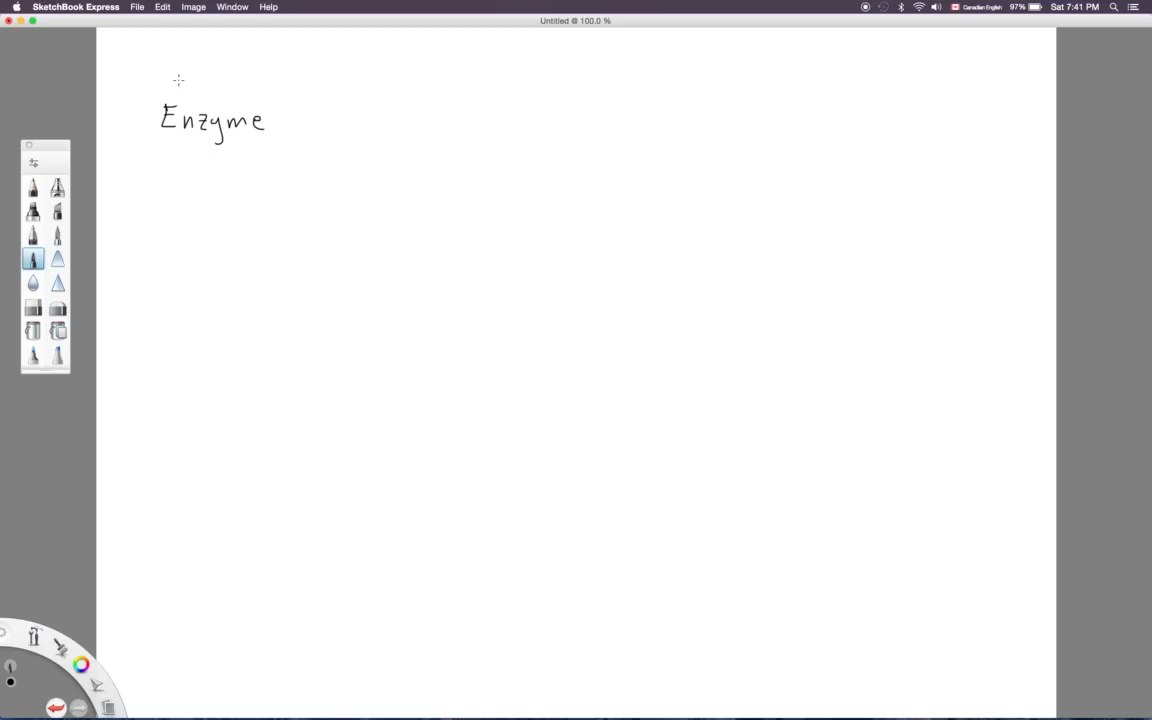 SketchBook Express File Edit Image Window Help Canadian English 97% Sat 7:41 PM
Untitled @ 100.0 %
Enzyme